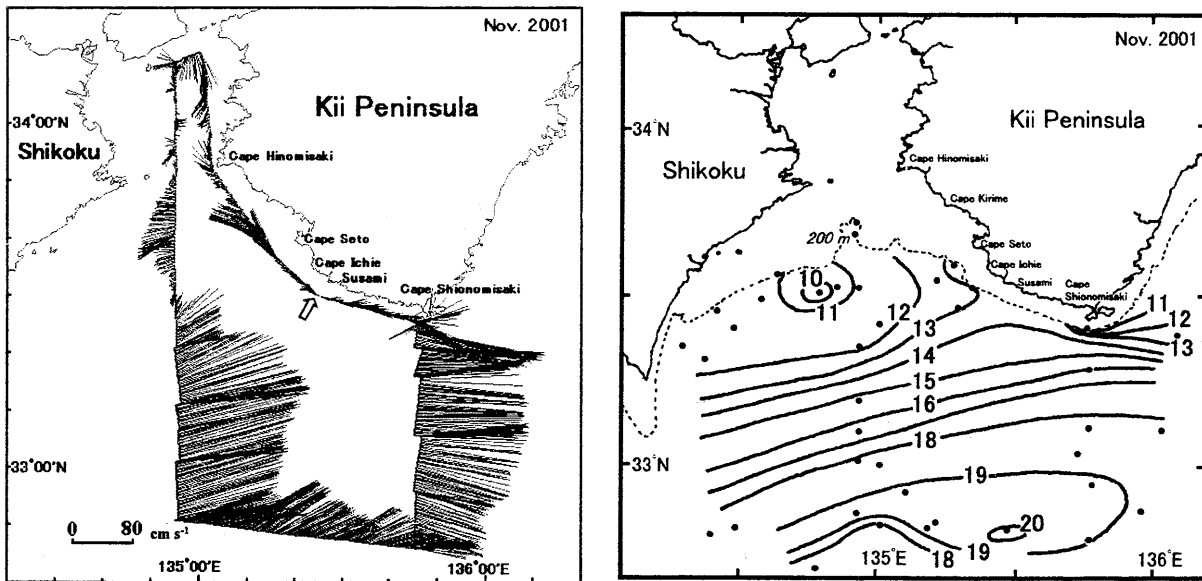 Nov. 2001
Kii Peninsula
34°00'N
Shikoku
Cape Hinomisaki
Cape Seto
Cape Ichie
Susami
Cape Shionomisaki
33°00'N
0 80 cm s⁻¹
135°00'E
136°00'E
Nov. 2001
34°N
Kii Peninsula
Shikoku
Cape Hinomisaki
Cape Kirime
200 m
Cape Seto
Cape Ichie
Susami
Cape
Shionomisaki
10
11
12
13
14
15
16
18
19
20
11
12
13
33°N
18
19
135°E
136°E